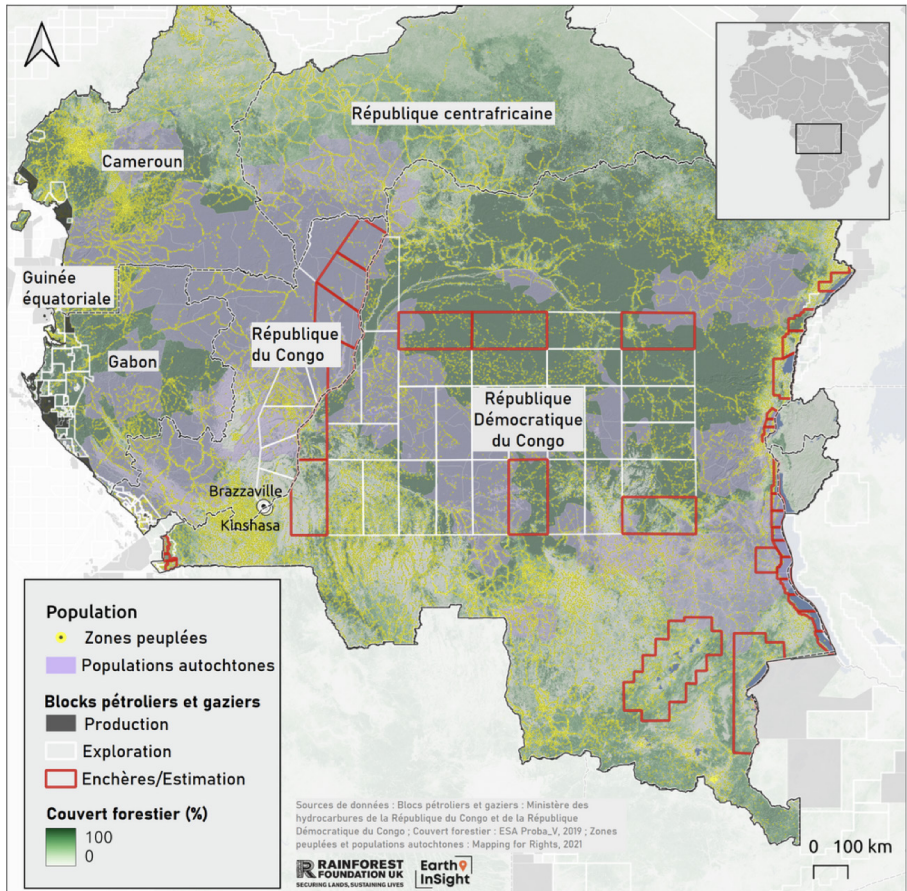 République centrafricaine
Cameroun
Guinée
équatoriale
Gabon
République
du Congo
République
Démocratique
du Congo
Brazzaville
Kinshasa
Population
Zones peuplées
Populations autochtones
Blocks pétroliers et gaziers
Production
Exploration
Enchères/Estimation
Couvert forestier (%)
100
0
Sources de données : Blocs pétroliers et gaziers : Ministère des
hydrocarbures de la République du Congo et de la République
Démocratique du Congo ; Couvert forestier : ESA Proba_V, 2019 ; Zones
peuplées et populations autochtones : Mapping for Rights, 2021
RAINFOREST
FOUNDATION UK
SECURING LANDS, SUSTAINING LIVES
Earth
InSight
0 100 km